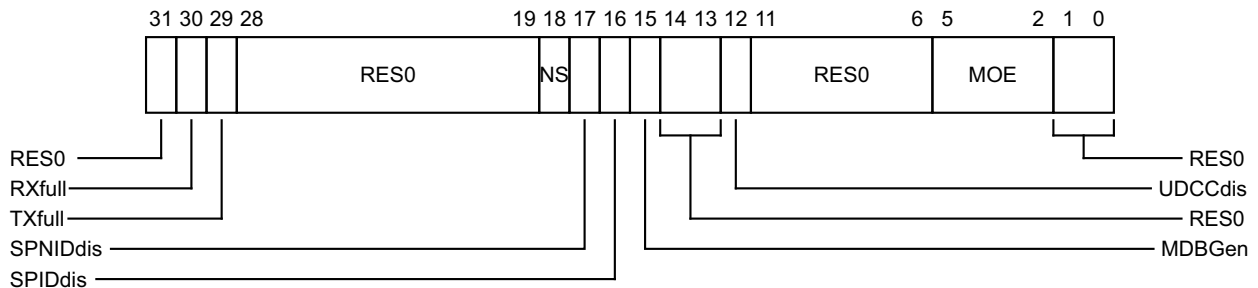 31 30 29 28 19 18 17 16 15 14 13 12 11 6 5 2 1 0
RES0 NS RES0 MOE
RES0 RES0
RXfull UDCCdis
TXfull RES0
SPNIDdis MDBGen
SPIDdis